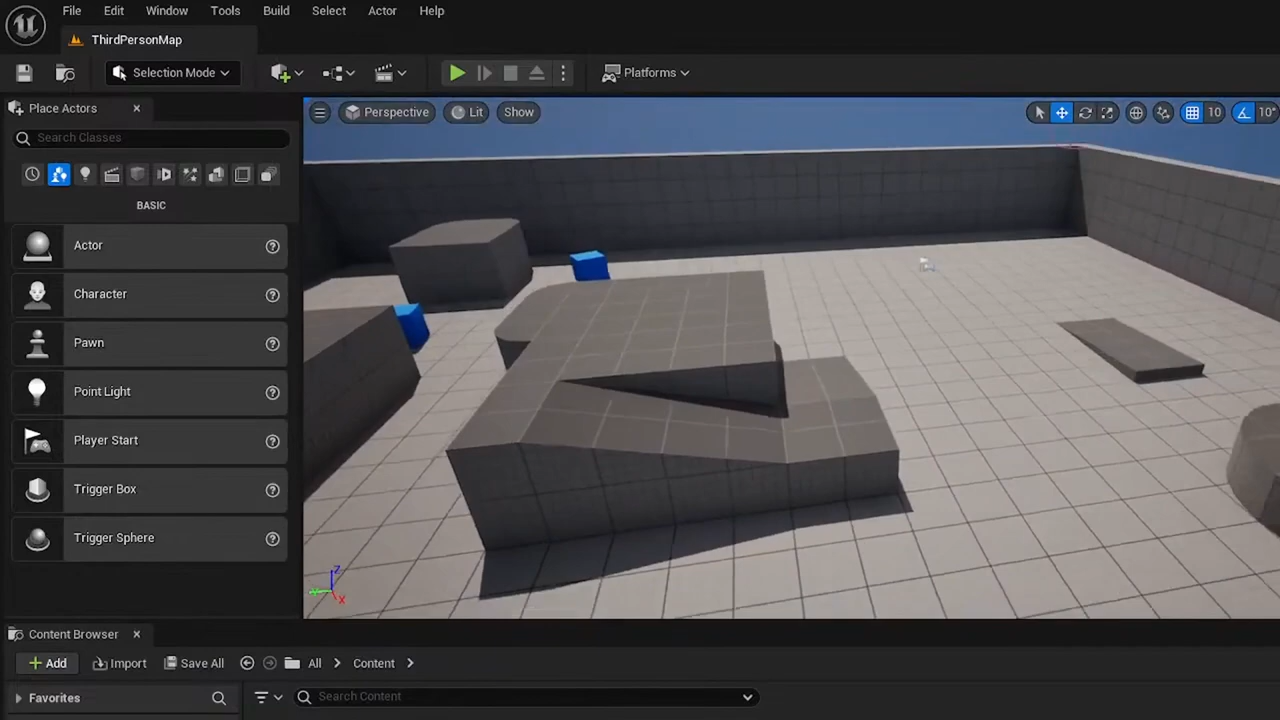 File Edit Window Tools Build Select Actor Help
ThirdPersonMap
Selection Mode Platforms
Place Actors
Perspective Lit Show 10 10°
Search Classes
BASIC
Actor
Character
Pawn
Point Light
Player Start
Trigger Box
Trigger Sphere
Z
Y X
Content Browser
Add Import Save All All Content
Favorites Search Content